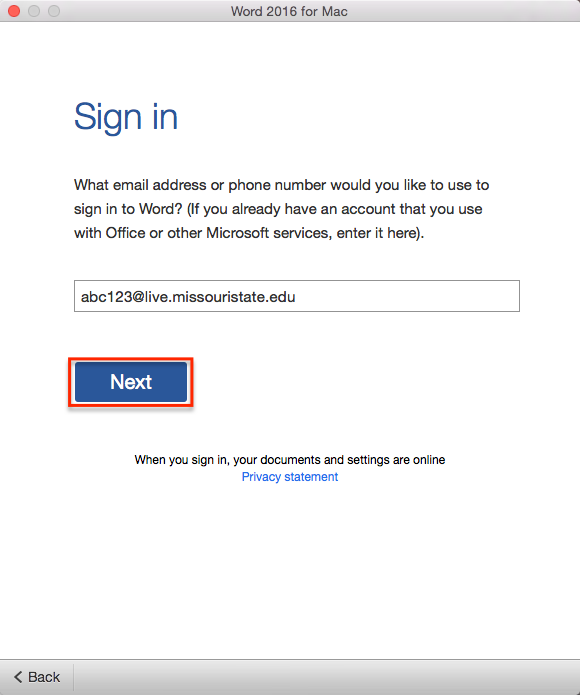 Word 2016 for Mac
Sign in
What email address or phone number would you like to use to
sign in to Word? (If you already have an account that you use
with Office or other Microsoft services, enter it here).
abc123@live.missouristate.edu
Next
When you sign in, your documents and settings are online
Privacy statement
Back